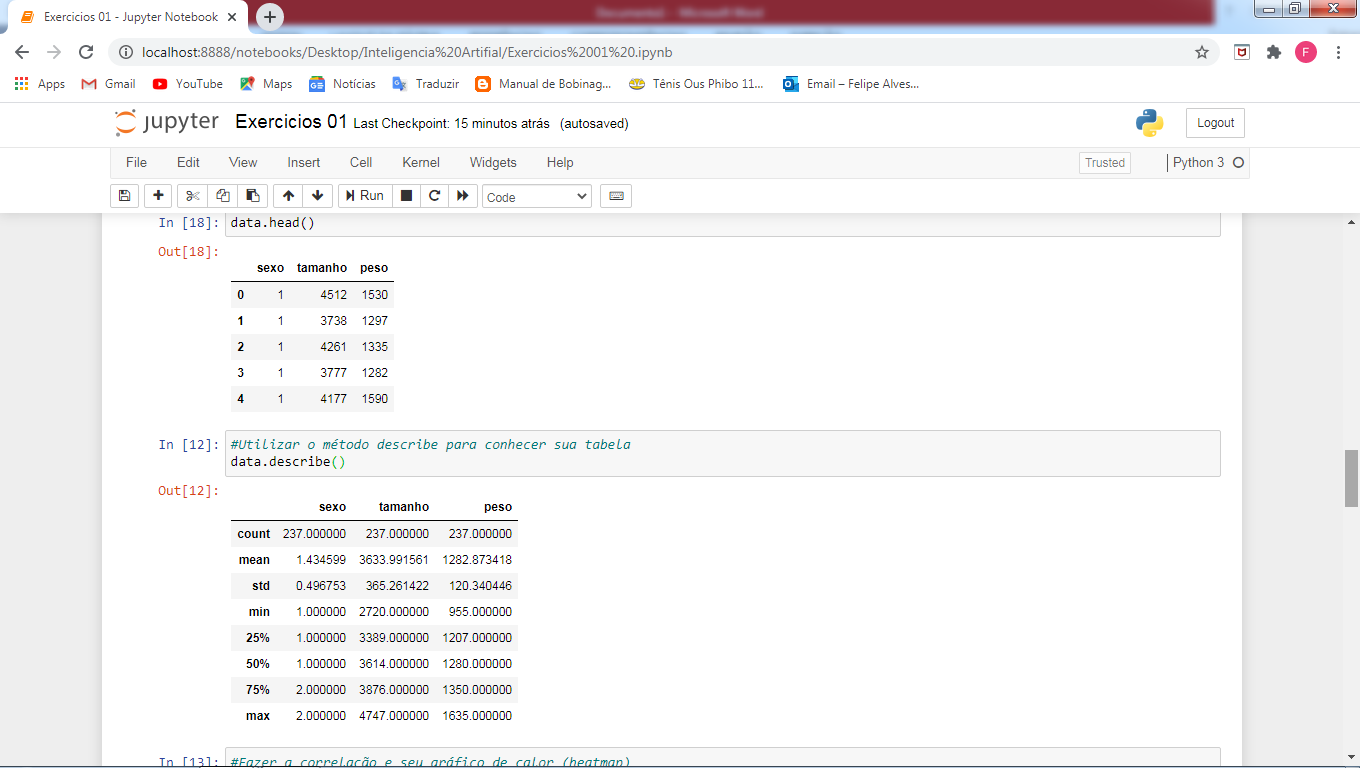 Documento1 - Microsoft Word
Exercicios 01 - Jupyter Notebook
localhost:8888/notebooks/Desktop/Inteligencia%20Artifial/Exercicios%2001%20.ipynb
F
Apps Gmail YouTube Maps Notícias Traduzir Manual de Bobinag... Tênis Ous Phibo 11... Email – Felipe Alves...
jupyter Exercicios 01 Last Checkpoint: 15 minutos atrás (autosaved) Logout
File Edit View Insert Cell Kernel Widgets Help Trusted Python 3
Run Code
In [18]: data.head()
Out[18]:
sexo tamanho peso
0 1 4512 1530
1 1 3738 1297
2 1 4261 1335
3 1 3777 1282
4 1 4177 1590
In [12]: #Utilizar o método describe para conhecer sua tabela
data.describe()
Out[12]:
sexo tamanho peso
count 237.000000 237.000000 237.000000
mean 1.434599 3633.991561 1282.873418
std 0.496753 365.261422 120.340446
min 1.000000 2720.000000 955.000000
25% 1.000000 3389.000000 1207.000000
50% 1.000000 3614.000000 1280.000000
75% 2.000000 3876.000000 1350.000000
max 2.000000 4747.000000 1635.000000
In [13]: #Fazer a correlação e seu gráfico de calor (heatmap)